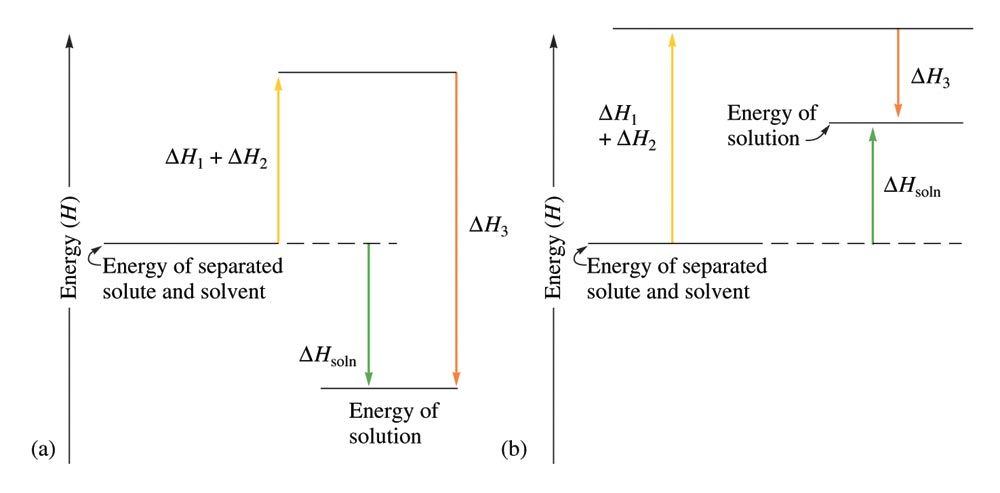 Energy (H)
ΔH₁ + ΔH₂
ΔH₃
Energy of separated
solute and solvent
ΔHsoln
Energy of
solution
(a)
Energy (H)
ΔH₁
+ ΔH₂
Energy of
solution
ΔH₃
ΔHsoln
Energy of separated
solute and solvent
(b)